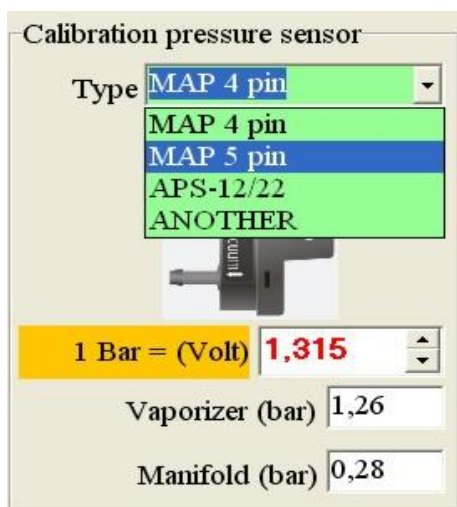 Calibration pressure sensor
Type MAP 4 pin
MAP 4 pin
MAP 5 pin
APS-12/22
ANOTHER
1 Bar = (Volt) 1,315
Vaporizer (bar) 1,26
Manifold (bar) 0,28